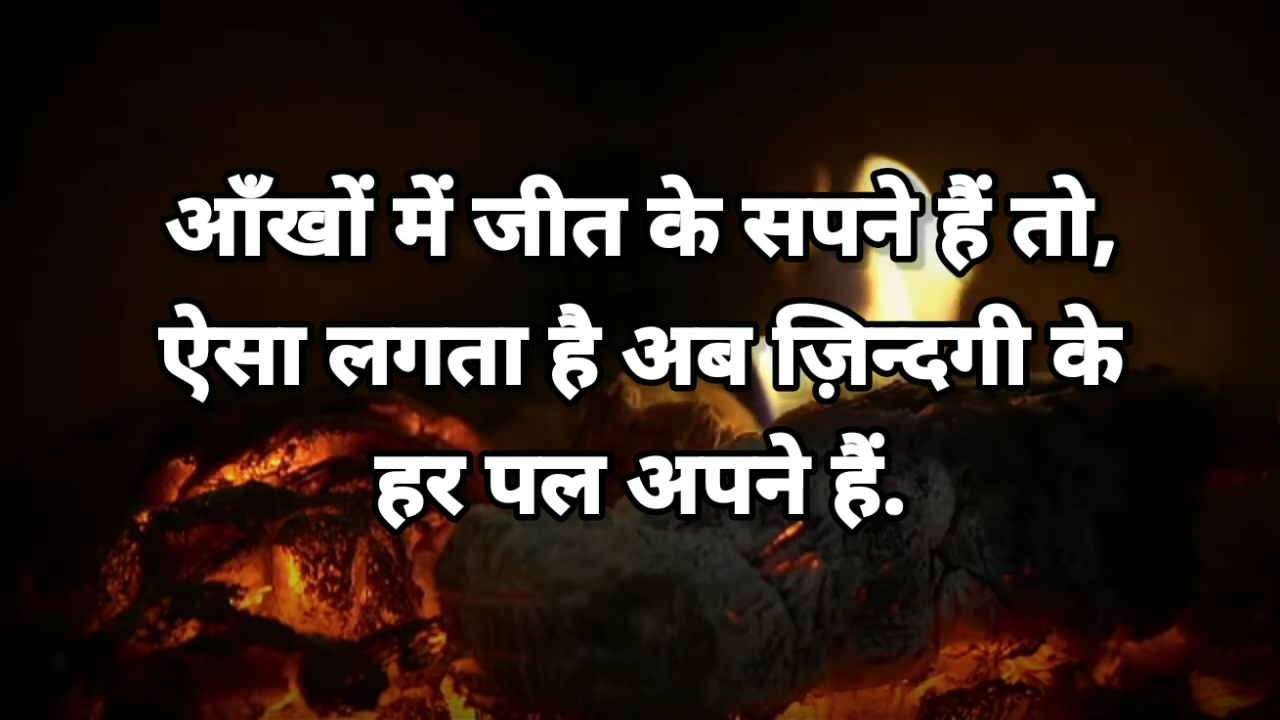 आँखों में जीत के सपने हैं तो,
ऐसा लगता है अब ज़िन्दगी के
हर पल अपने हैं.